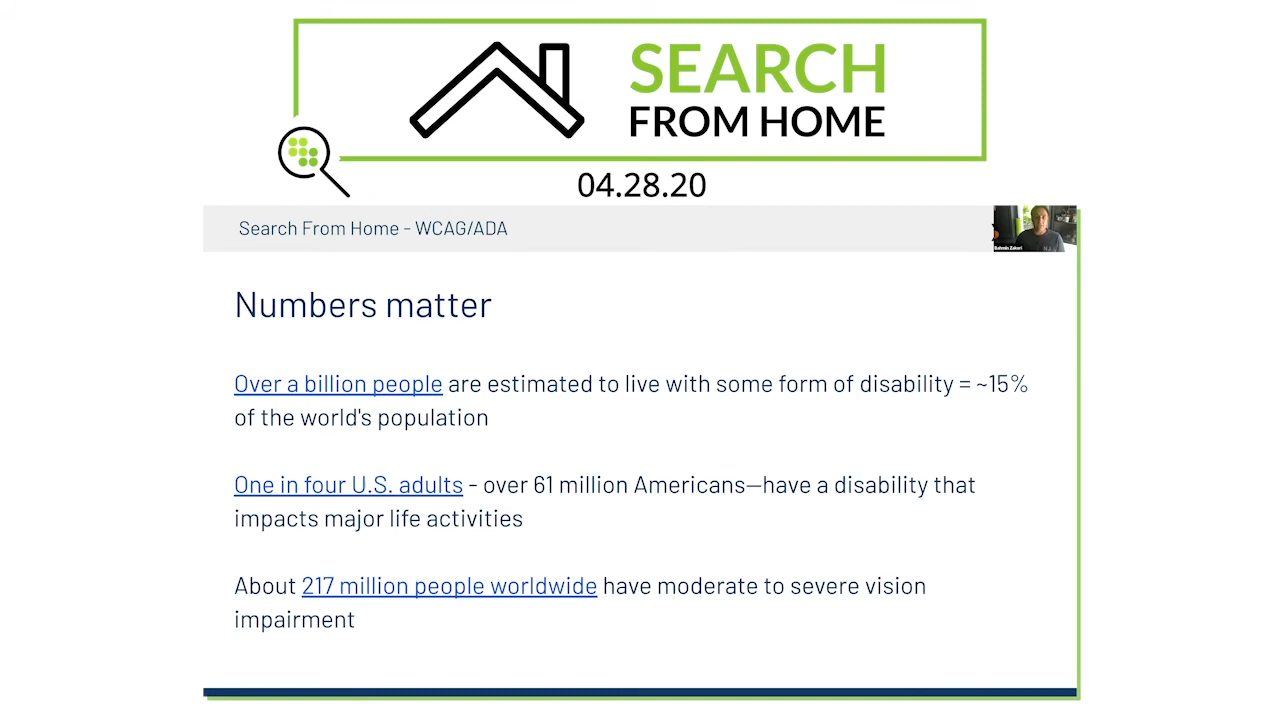 SEARCH
FROM HOME
04.28.20
Search From Home - WCAG/ADA
Bahmin Zakeri
Numbers matter
Over a billion people are estimated to live with some form of disability = ~15%
of the world's population
One in four U.S. adults - over 61 million Americans—have a disability that
impacts major life activities
About 217 million people worldwide have moderate to severe vision
impairment